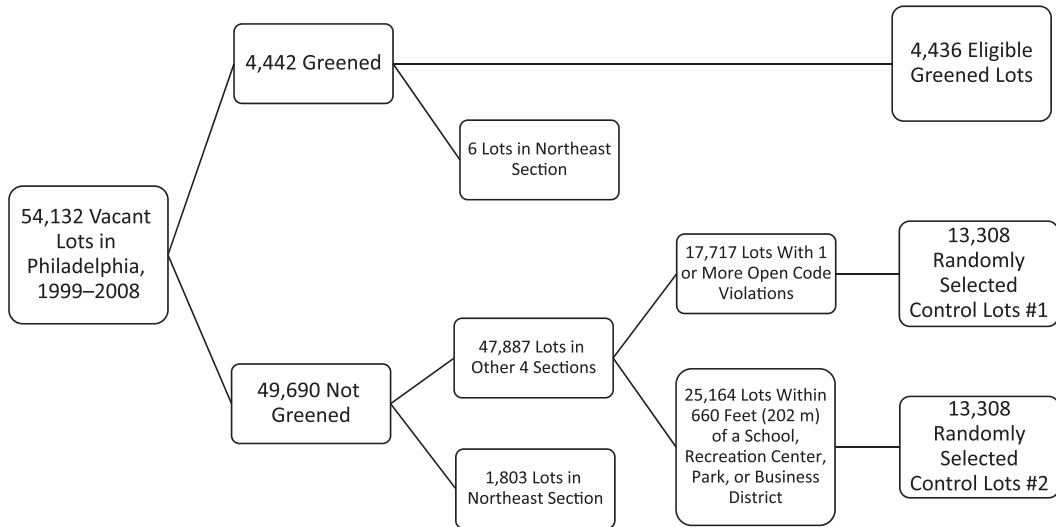 4,442 Greened
4,436 Eligible
Greened Lots
6 Lots in Northeast
Section
54,132 Vacant
Lots in
Philadelphia,
1999–2008
17,717 Lots With 1
or More Open Code
Violations
13,308
Randomly
Selected
Control Lots #1
47,887 Lots in
Other 4 Sections
49,690 Not
Greened
25,164 Lots Within
660 Feet (202 m)
of a School,
Recreation Center,
Park, or Business
District
13,308
Randomly
Selected
Control Lots #2
1,803 Lots in
Northeast Section